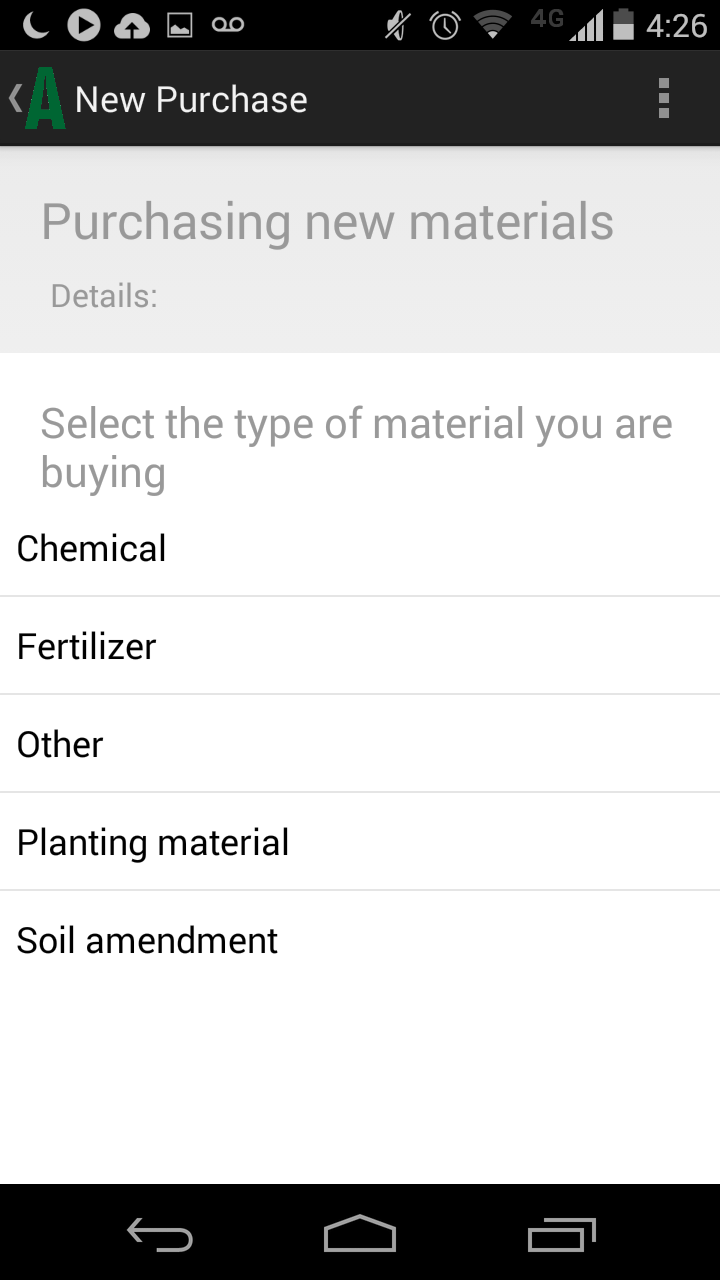 4G 4:26
A New Purchase
Purchasing new materials
Details:
Select the type of material you are
buying
Chemical
Fertilizer
Other
Planting material
Soil amendment